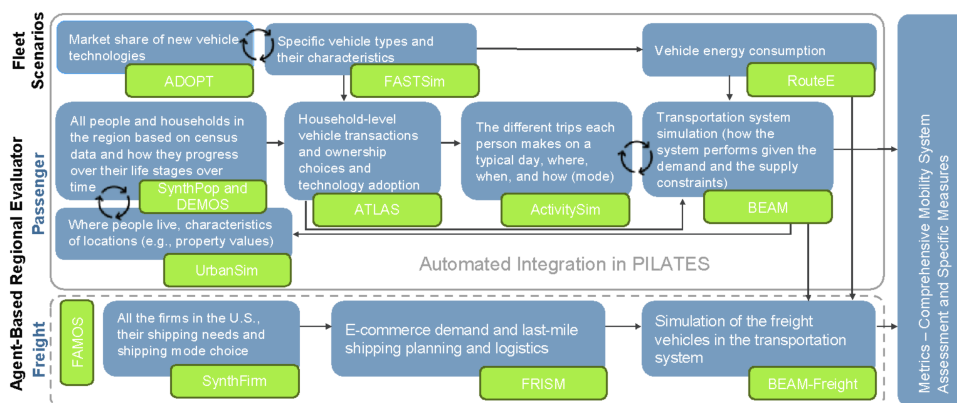 Fleet
Scenarios
Market share of new vehicle
technologies
ADOPT
Specific vehicle types and
their characteristics
FASTSim
Vehicle energy consumption
RouteE
Agent-Based Regional Evaluator
Passenger
All people and households in
the region based on census
data and how they progress
over their life stages over
time
SynthPop and
DEMOS
Household-level
vehicle transactions
and ownership
choices and
technology adoption
ATLAS
The different trips each
person makes on a
typical day, where,
when, and how (mode)
ActivitySim
Transportation system
simulation (how the
system performs given the
demand and the supply
constraints)
BEAM
Where people live, characteristics
of locations (e.g., property values)
UrbanSim
Automated Integration in PILATES
Freight
FAMOS
All the firms in the U.S.,
their shipping needs and
shipping mode choice
SynthFirm
E-commerce demand and last-mile
shipping planning and logistics
FRISM
Simulation of the freight
vehicles in the transportation
system
BEAM-Freight
Metrics – Comprehensive Mobility System
Assessment and Specific Measures